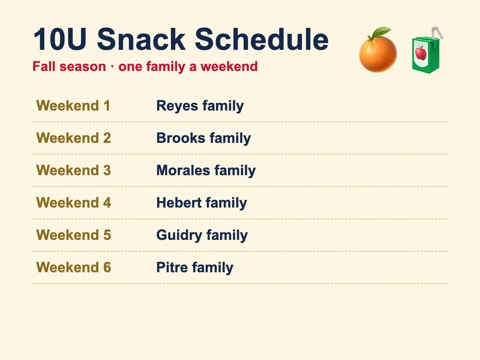 10U Snack Schedule
Fall season · one family a weekend
Weekend 1 Reyes family
Weekend 2 Brooks family
Weekend 3 Morales family
Weekend 4 Hebert family
Weekend 5 Guidry family
Weekend 6 Pitre family